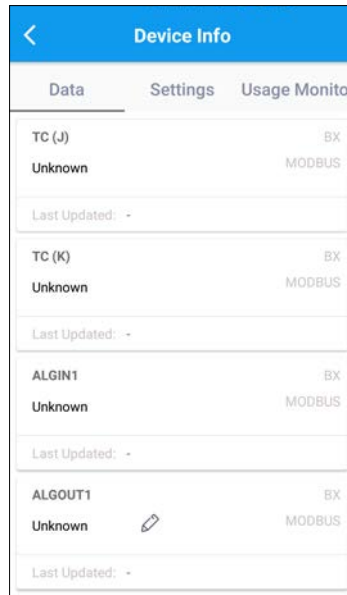 Device Info
Data Settings Usage Monito
TC (J) BX
Unknown MODBUS
Last Updated: -
TC (K) BX
Unknown MODBUS
Last Updated: -
ALGIN1 BX
Unknown MODBUS
Last Updated: -
ALGOUT1 BX
Unknown MODBUS
Last Updated: -